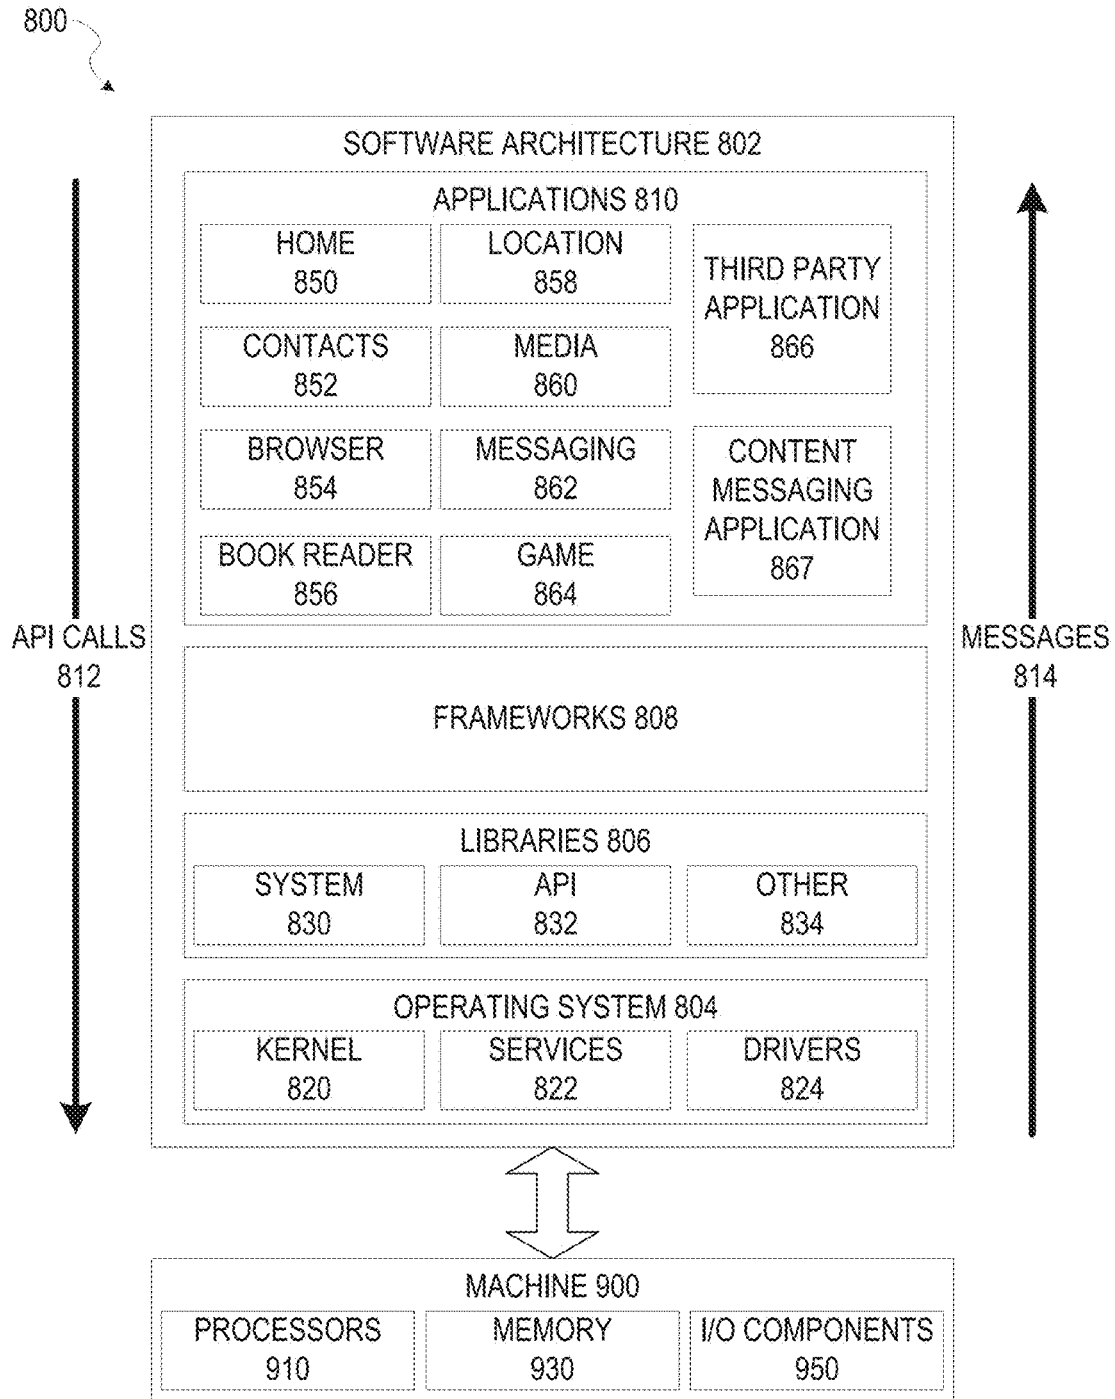 800
SOFTWARE ARCHITECTURE 802
APPLICATIONS 810
HOME
850
LOCATION
858
THIRD PARTY
APPLICATION
866
CONTACTS
852
MEDIA
860
BROWSER
854
MESSAGING
862
CONTENT
MESSAGING
APPLICATION
867
BOOK READER
856
GAME
864
API CALLS
812
MESSAGES
814
FRAMEWORKS 808
LIBRARIES 806
SYSTEM
830
API
832
OTHER
834
OPERATING SYSTEM 804
KERNEL
820
SERVICES
822
DRIVERS
824
MACHINE 900
PROCESSORS
910
MEMORY
930
I/O COMPONENTS
950